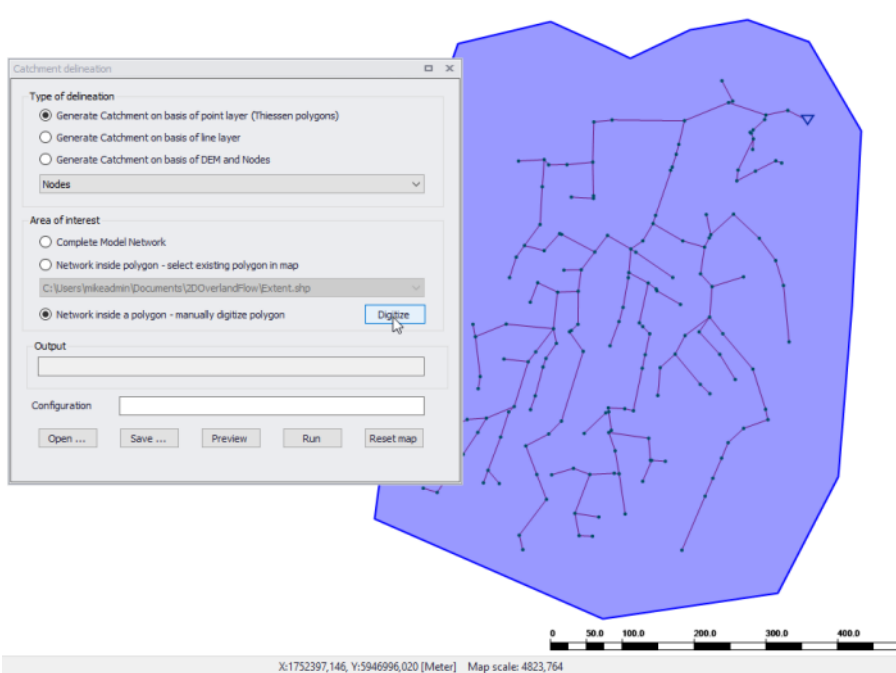 Catchment delineation
Type of delineation
Generate Catchment on basis of point layer (Thiessen polygons)
Generate Catchment on basis of line layer
Generate Catchment on basis of DEM and Nodes
Nodes
Area of interest
Complete Model Network
Network inside polygon - select existing polygon in map
C:\Users\mikeadmin\Documents\2DOverlandFlow\Extent.shp
Network inside a polygon - manually digitize polygon Digitize
Output
Configuration
Open ... Save ... Preview Run Reset map
0 50.0 100.0 200.0 300.0 400.0
X:1752397,146, Y:5946996,020 [Meter] Map scale: 4823,764